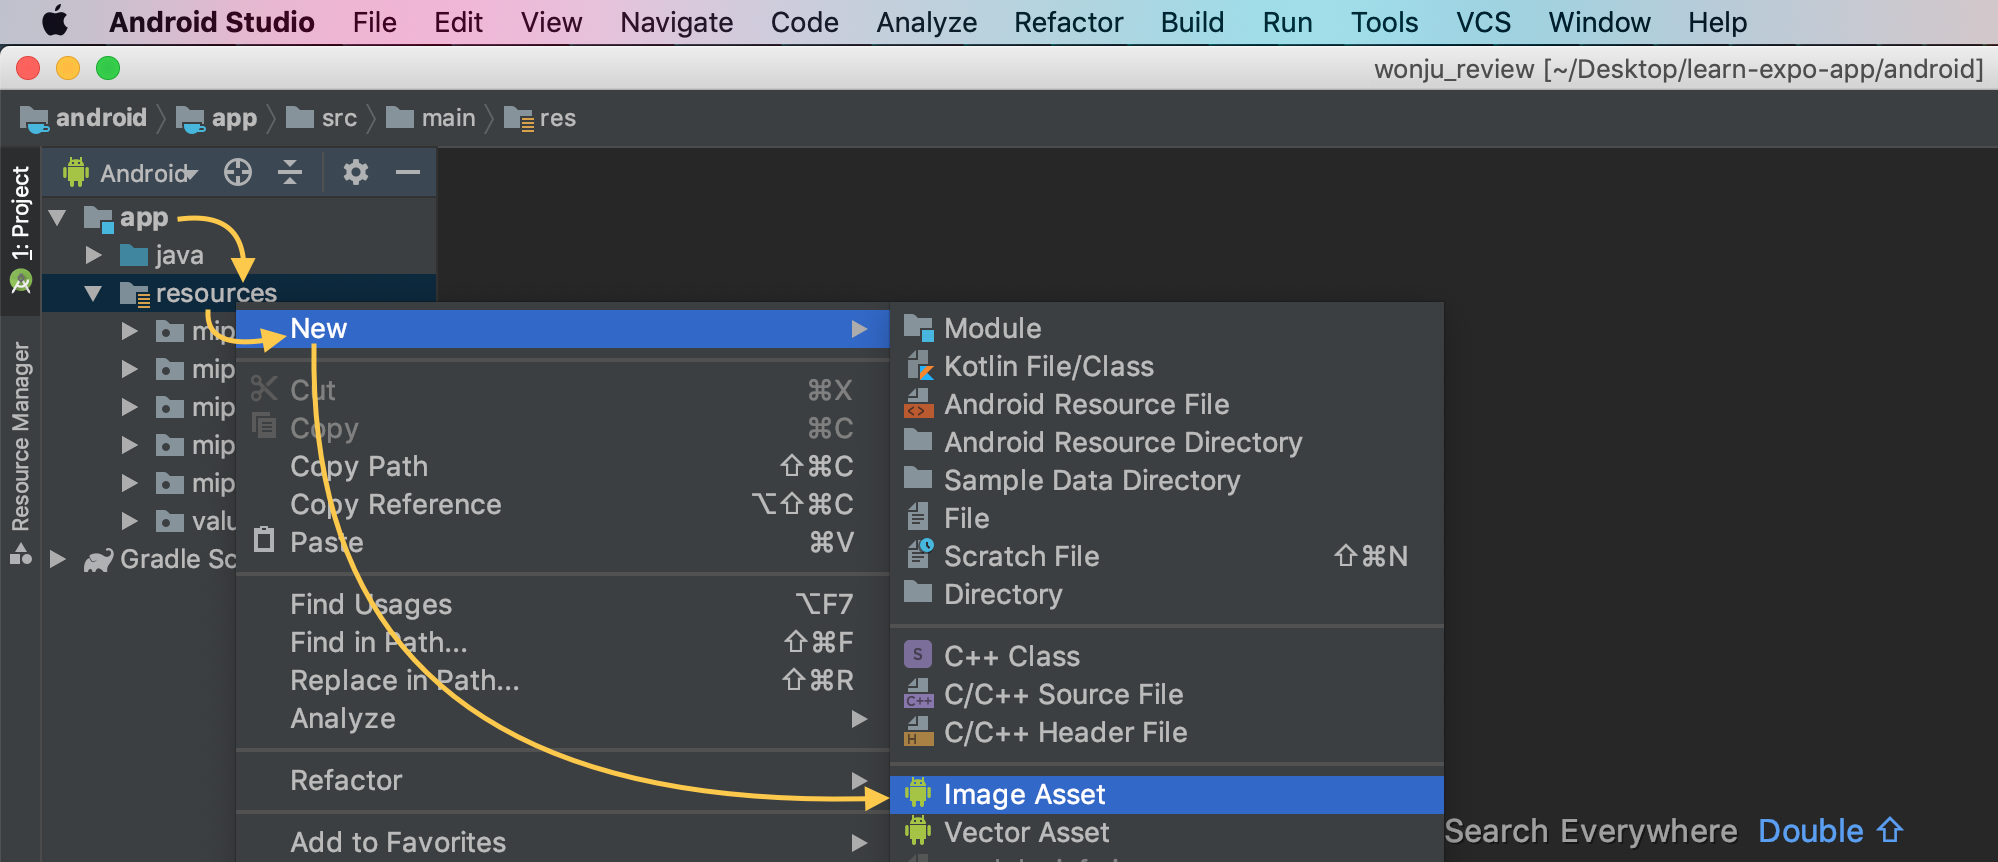 Android Studio File Edit View Navigate Code Analyze Refactor Build Run Tools VCS Window Help
wonju_review [~/Desktop/learn-expo-app/android]
android app src main res
1: Project
Resource Manager
Android
app
java
resources
mip
mip
mip
mip
mip
valu
Gradle Sc
New
Cut ⌘X
Copy ⌘C
Copy Path ⇧⌘C
Copy Reference ⌥⇧⌘C
Paste ⌘V
Find Usages ⌥F7
Find in Path... ⇧⌘F
Replace in Path... ⇧⌘R
Analyze
Refactor
Add to Favorites
Module
Kotlin File/Class
Android Resource File
Android Resource Directory
Sample Data Directory
File
Scratch File ⇧⌘N
Directory
S C++ Class
C++ C/C++ Source File
H C/C++ Header File
Image Asset
Vector Asset
Search Everywhere Double ⇧